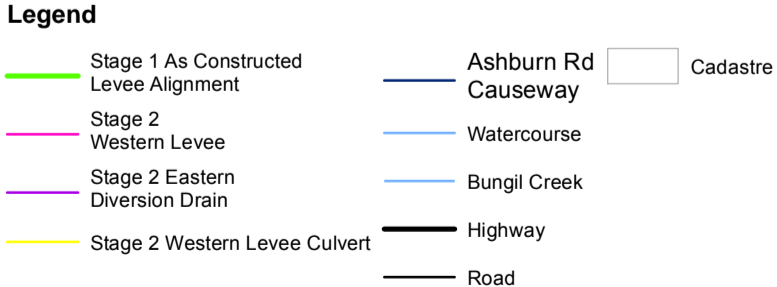 Legend
Stage 1 As Constructed
Levee Alignment
Stage 2
Western Levee
Stage 2 Eastern
Diversion Drain
Stage 2 Western Levee Culvert
Ashburn Rd
Causeway
Watercourse
Bungil Creek
Highway
Road
Cadastre